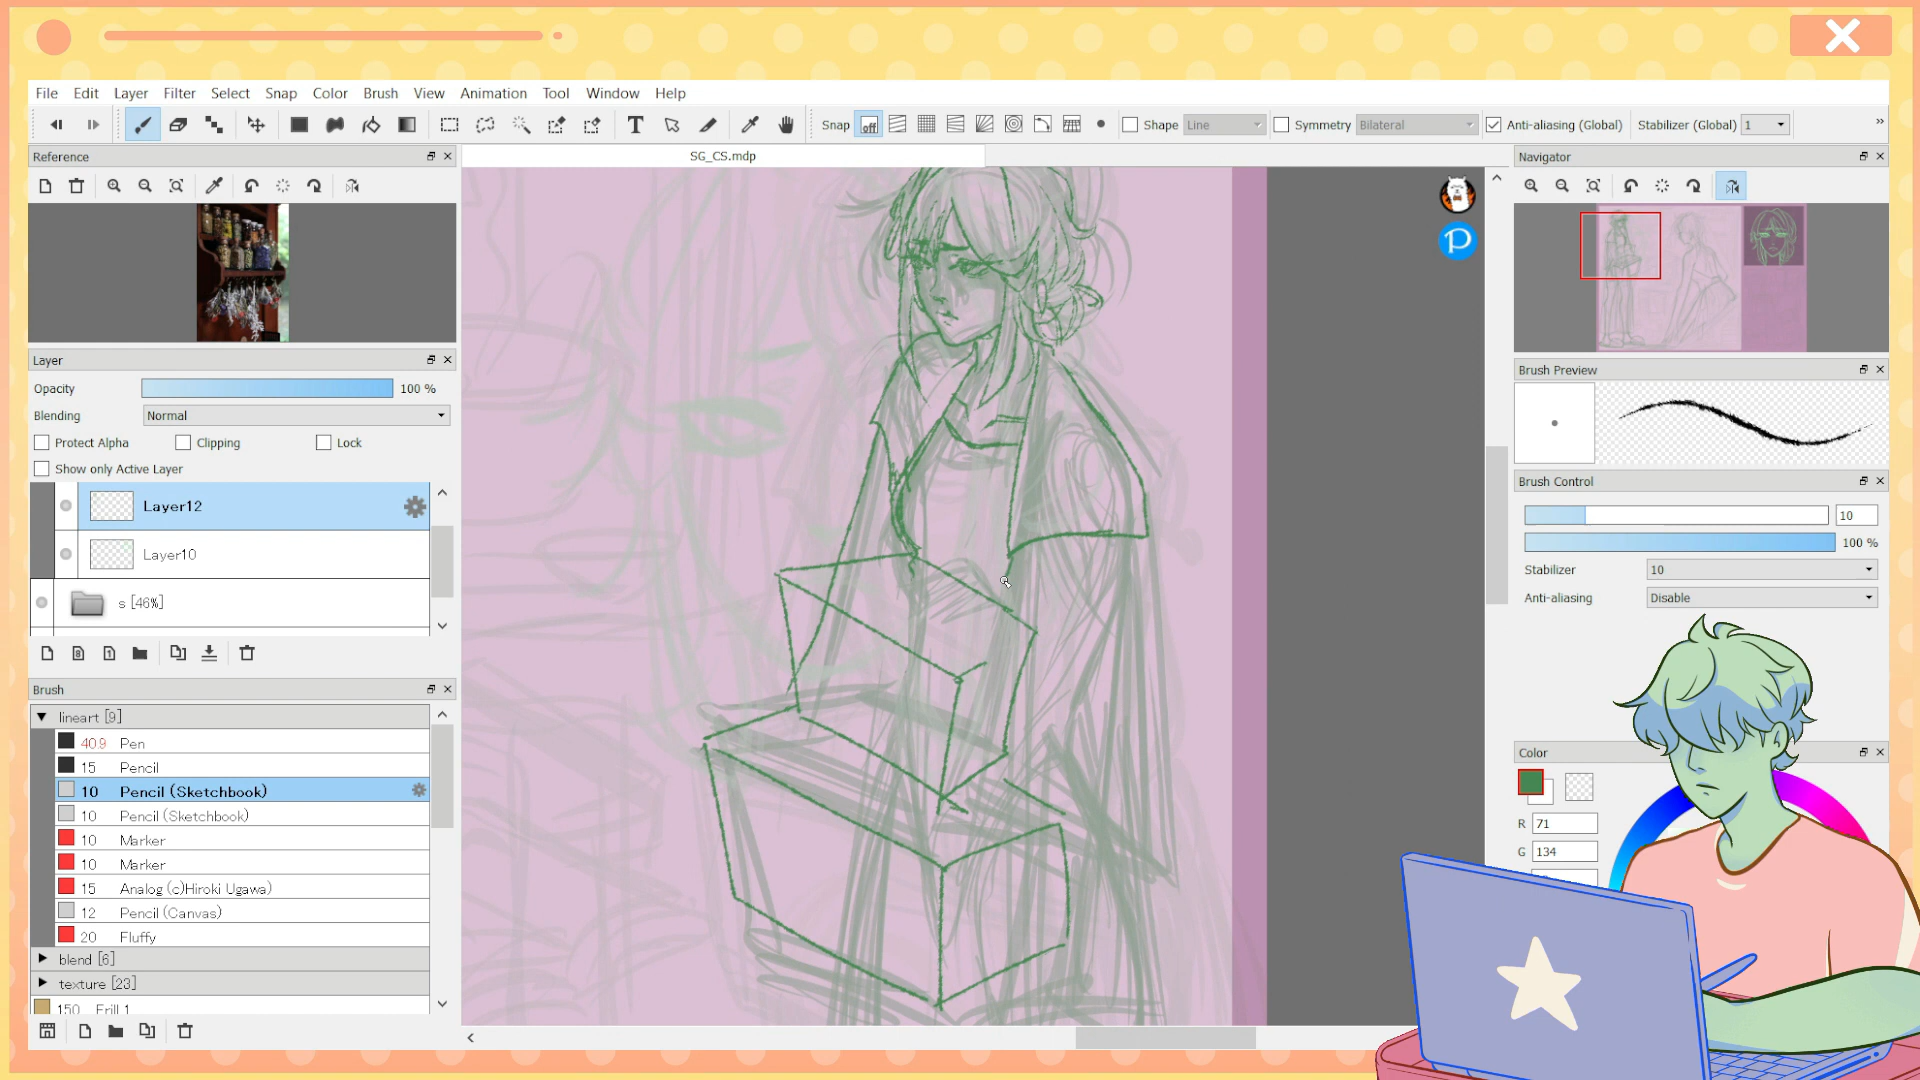 File Edit Layer Filter Select Snap Color Brush View Animation Tool Window Help
T Snap off Shape Line Symmetry Bilateral Anti-aliasing (Global) Stabilizer (Global) 1 »
Reference
SG_CS.mdp
Navigator
Layer
Opacity 100 %
Blending Normal
Protect Alpha Clipping Lock
Show only Active Layer
Layer12
Layer10
s [46%]
Brush
lineart [9]
40.9 Pen
15 Pencil
10 Pencil (Sketchbook)
10 Pencil (Sketchbook)
10 Marker
10 Marker
15 Analog (c)Hiroki Ugawa)
12 Pencil (Canvas)
20 Fluffy
blend [6]
texture [23]
150 Frill 1
P
Brush Preview
Brush Control
10
100 %
Stabilizer 10
Anti-aliasing Disable
Color
R 71
G 134